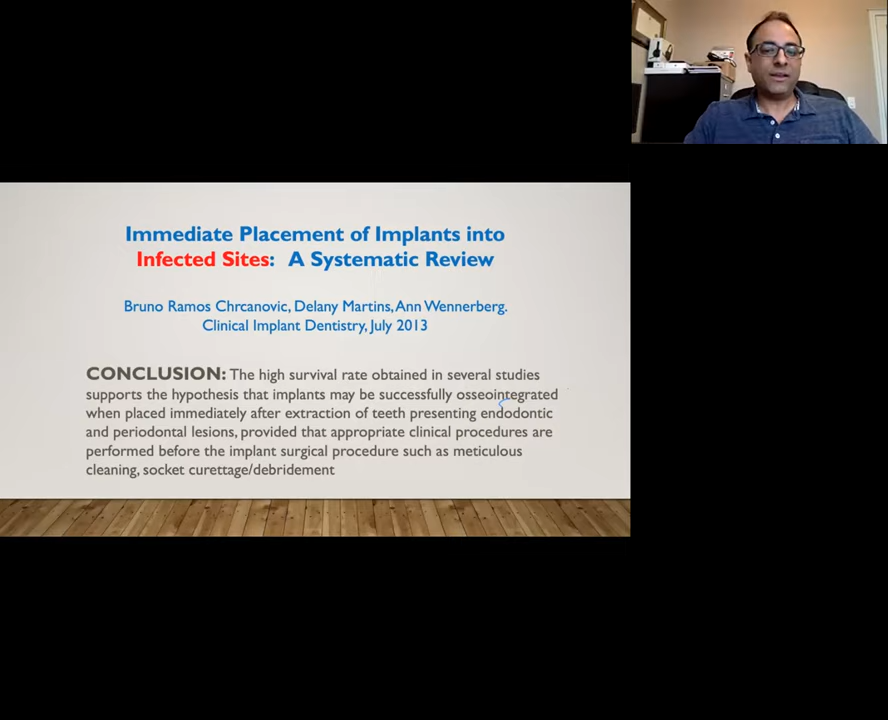 Immediate Placement of Implants into
Infected Sites: A Systematic Review
Bruno Ramos Chrcanovic, Delany Martins, Ann Wennerberg.
Clinical Implant Dentistry, July 2013
CONCLUSION: The high survival rate obtained in several studies
supports the hypothesis that implants may be successfully osseointegrated
when placed immediately after extraction of teeth presenting endodontic
and periodontal lesions, provided that appropriate clinical procedures are
performed before the implant surgical procedure such as meticulous
cleaning, socket curettage/debridement